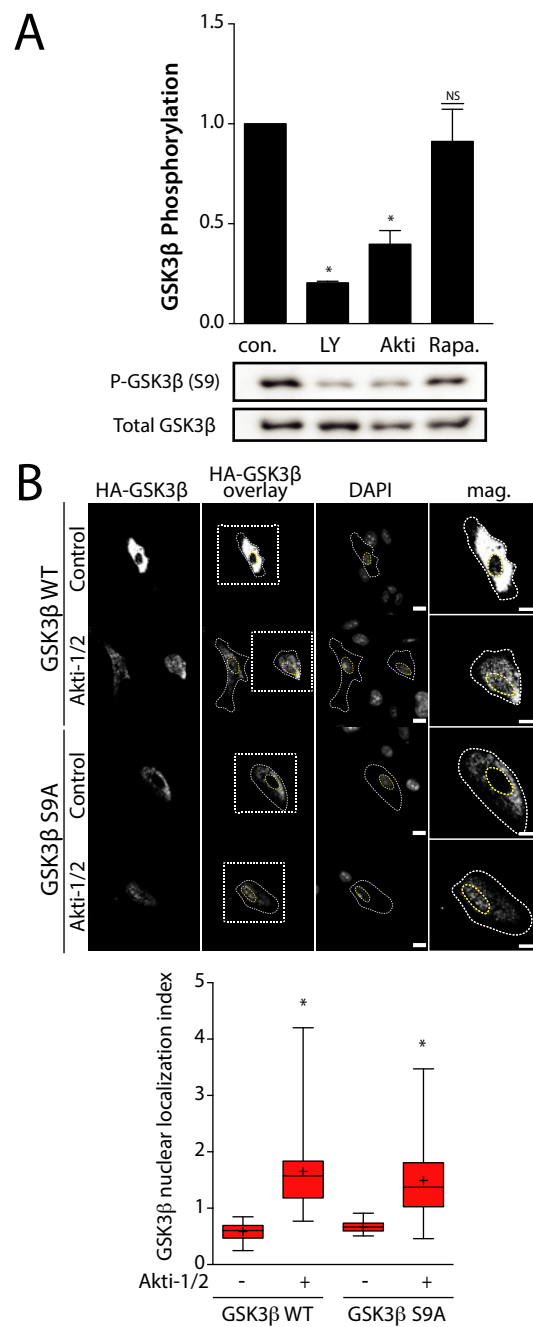 A
GSK3β Phosphorylation
1.5
1.0
0.5
0.0
*
*
NS
con. LY Akti Rapa.
P-GSK3β (S9)
Total GSK3β
B
HA-GSK3β HA-GSK3β overlay DAPI mag.
GSK3β WT
Control
Akti-1/2
GSK3β S9A
Control
Akti-1/2
GSK3β nuclear localization index
5
4
3
2
1
0
*
*
Akti-1/2 - + - +
GSK3β WT GSK3β S9A